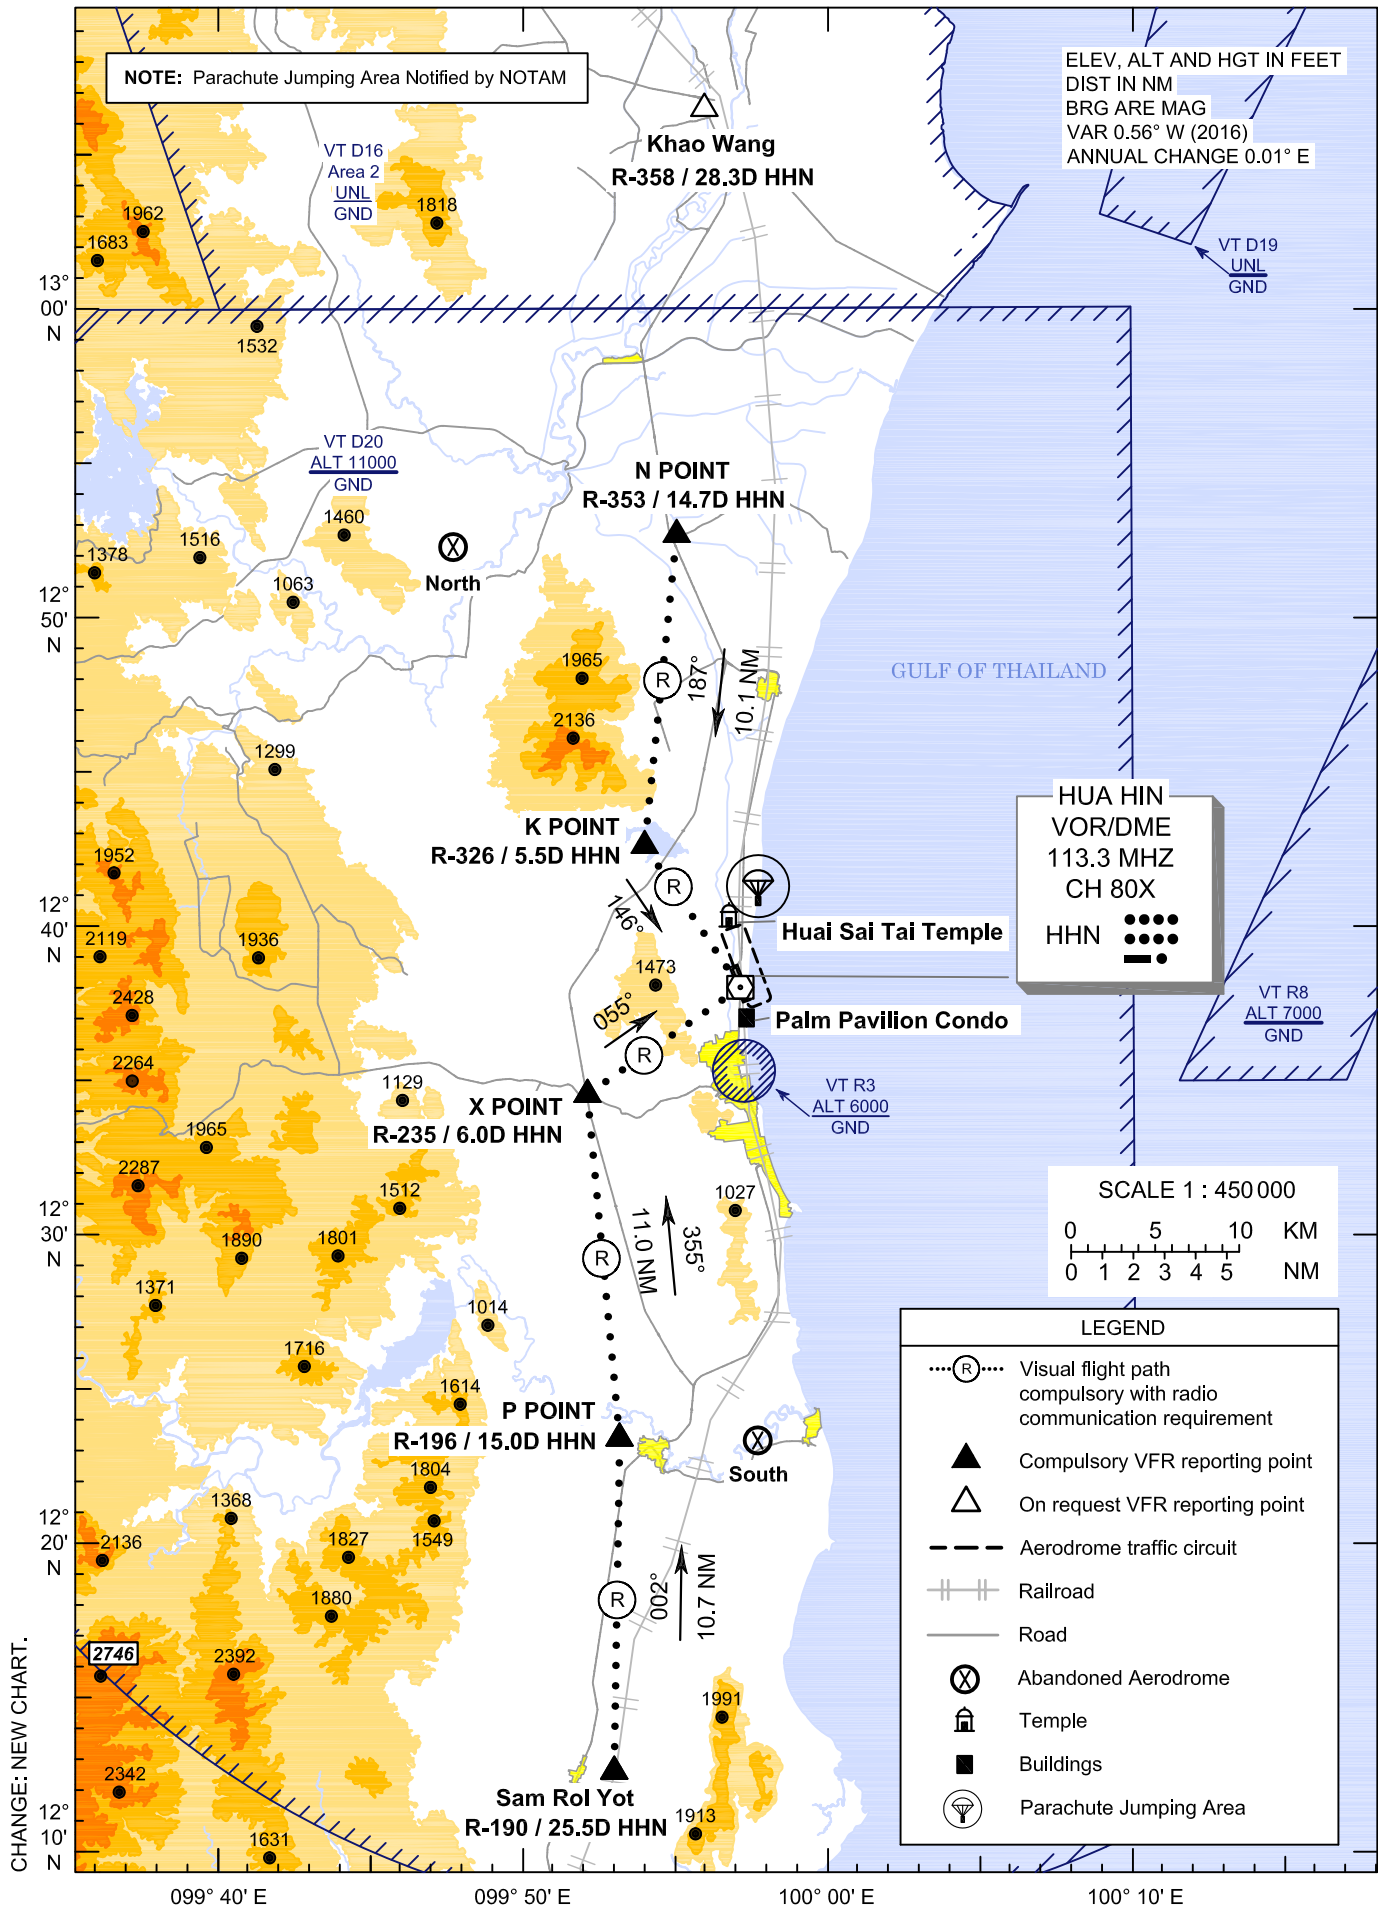 NOTE: Parachute Jumping Area Notified by NOTAM
ELEV, ALT AND HGT IN FEET
DIST IN NM
BRG ARE MAG
VAR 0.56° W (2016)
ANNUAL CHANGE 0.01° E
Khao Wang
R-358 / 28.3D HHN
VT D16
Area 2
UNL
GND
1818
1962
1683
VT D19
UNL
GND
13°
00'
N
1532
VT D20
ALT 11000
GND
N POINT
R-353 / 14.7D HHN
1460
1516
1378
1063
North
12°
50'
N
1965
R
187°
10.1 NM
GULF OF THAILAND
2136
1299
HUA HIN
VOR/DME
113.3 MHZ
CH 80X
HHN
K POINT
R-326 / 5.5D HHN
1952
R
146°
12°
40'
N
2119
1936
Huai Sai Tai Temple
1473
2428
055°
Palm Pavilion Condo
VT R8
ALT 7000
GND
R
2264
1129
X POINT
R-235 / 6.0D HHN
VT R3
ALT 6000
GND
1965
2287
1512
1027
12°
30'
N
1890
1801
R
11.0 NM
355°
SCALE 1 : 450 000
0 5 10 KM
0 1 2 3 4 5 NM
1371
1014
1716
1614
P POINT
R-196 / 15.0D HHN
South
1804
1368
1549
12°
20'
N
2136
1827
1880
R
002°
10.7 NM
2746
2392
1991
2342
Sam RoI Yot
R-190 / 25.5D HHN
1913
1631
12°
10'
N
LEGEND
R
Visual flight path
compulsory with radio
communication requirement
Compulsory VFR reporting point
On request VFR reporting point
Aerodrome traffic circuit
Railroad
Road
Abandoned Aerodrome
Temple
Buildings
Parachute Jumping Area
CHANGE: NEW CHART.
099° 40' E
099° 50' E
100° 00' E
100° 10' E